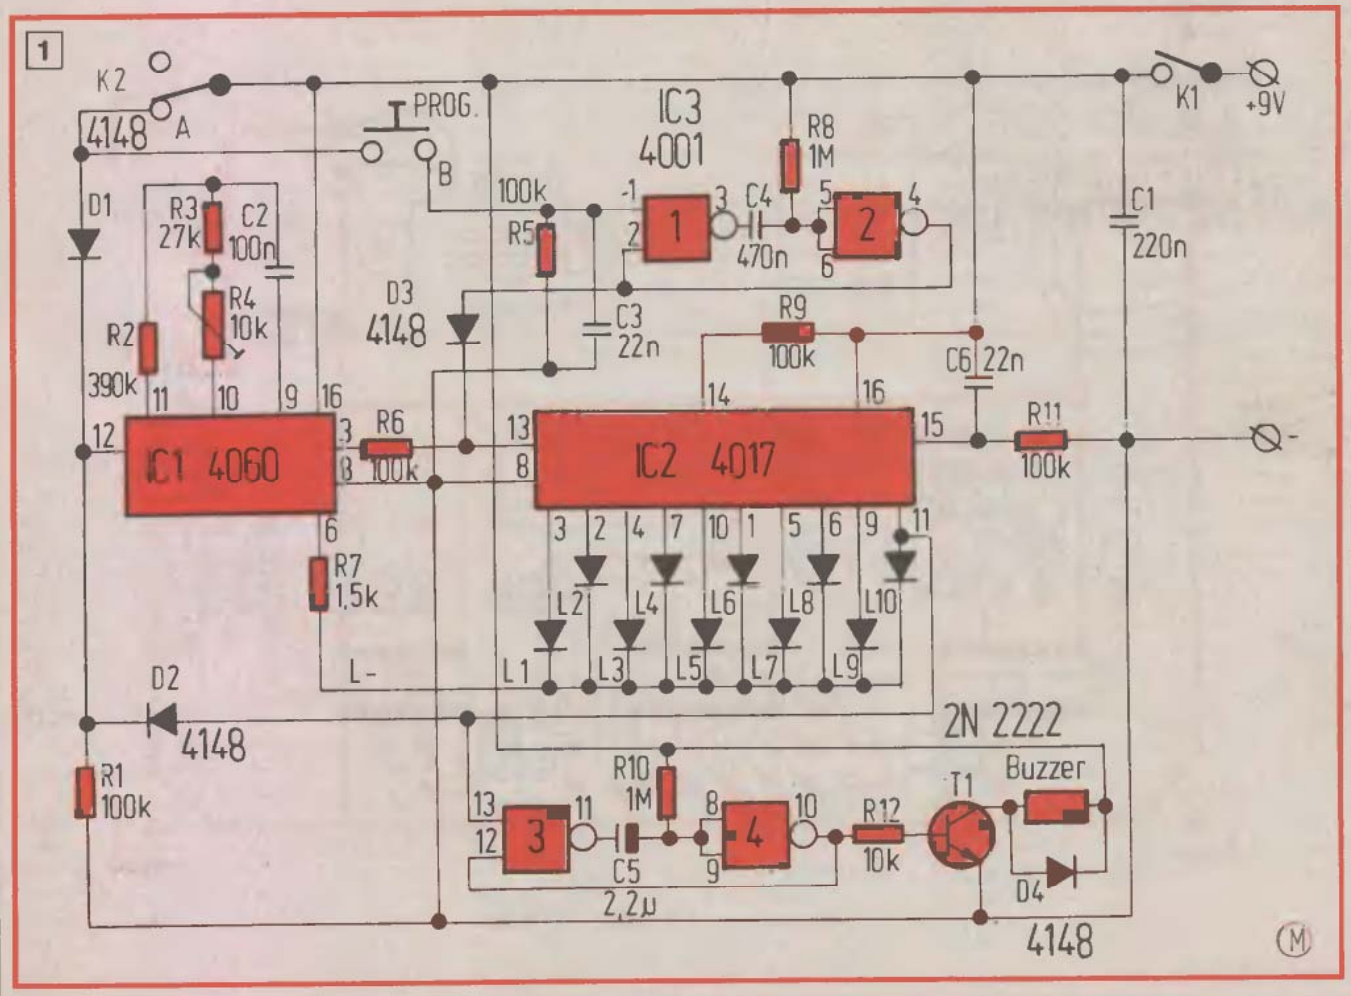 1
K2
A
4148
PROG.
B
IC3
4001
K1
+9V
D1
R3
27k
C2
100n
R4
10k
R2
390k
100k
R5
1
2
1
3
C4
470n
R8
1M
5
6
2
4
C1
220n
D3
4148
C3
22n
R9
100k
C6 22n
11
10
9
16
12
IC1 4060
3
8
6
R6
100k
14
16
13
8
IC2 4017
15
R11
100k
-
R7
1,5k
3
2
4
7
10
1
5
6
9
11
L2
L4
L6
L8
L10
L1
L3
L5
L7
L9
L-
D2
4148
R1
100k
2N 2222
R10
1M
13
12
3
11
C5
2,2µ
8
9
4
10
R12
10k
T1
Buzzer
D4
4148
M